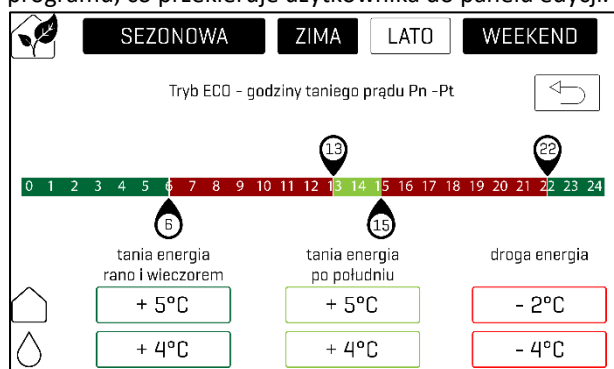 programu, co przekieruje użytkownika do panelu edycji.
SEZONOWA ZIMA LATO WEEKEND
Tryb ECO - godziny taniego prądu Pn -Pt
13 22
0 1 2 3 4 5 6 7 8 9 10 11 12 13 14 15 16 17 18 19 20 21 22 23 24
6 15
tania energia rano i wieczorem
tania energia po południu
droga energia
+ 5°C + 5°C - 2°C
+ 4°C + 4°C - 4°C